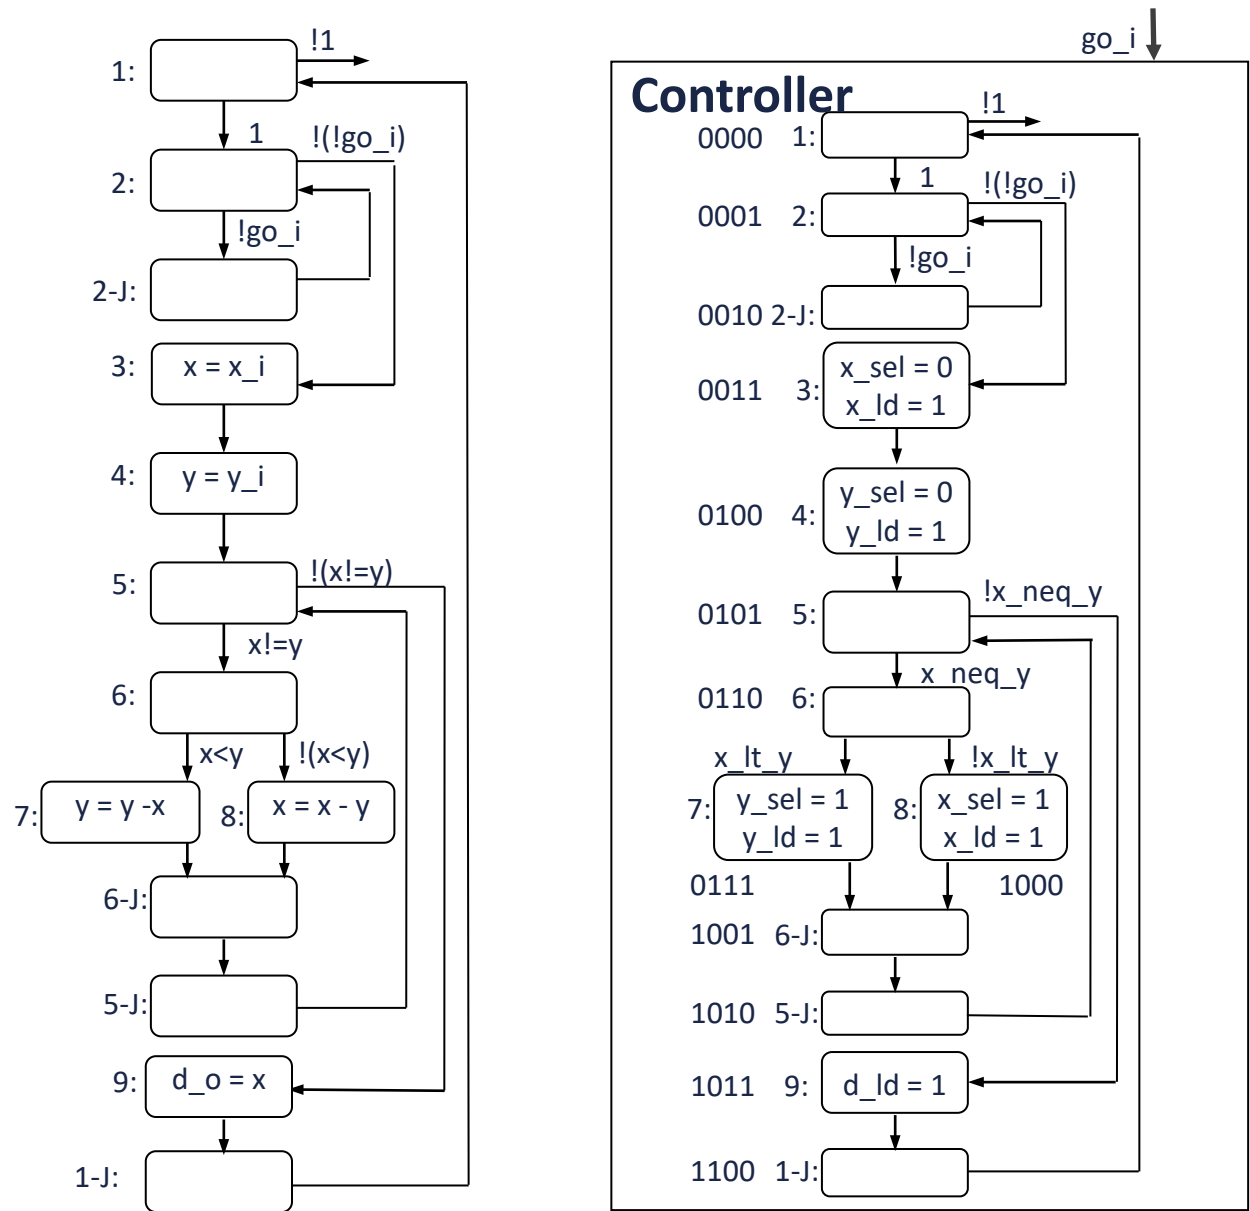 !1
1:
1
!(!go_i)
2:
!go_i
2-J:
3: x = x_i
4: y = y_i
!(x!=y)
5:
x!=y
6:
x<y !(x<y)
7: y = y -x 8: x = x - y
6-J:
5-J:
9: d_o = x
1-J:
go_i
Controller
!1
0000 1:
1
!(!go_i)
0001 2:
!go_i
0010 2-J:
x_sel = 0
0011 3:
x_ld = 1
y_sel = 0
0100 4:
y_ld = 1
!x_neq_y
0101 5:
x_neq_y
0110 6:
x_lt_y !x_lt_y
7: y_sel = 1 8: x_sel = 1
y_ld = 1 x_ld = 1
0111 1000
1001 6-J:
1010 5-J:
1011 9: d_ld = 1
1100 1-J: